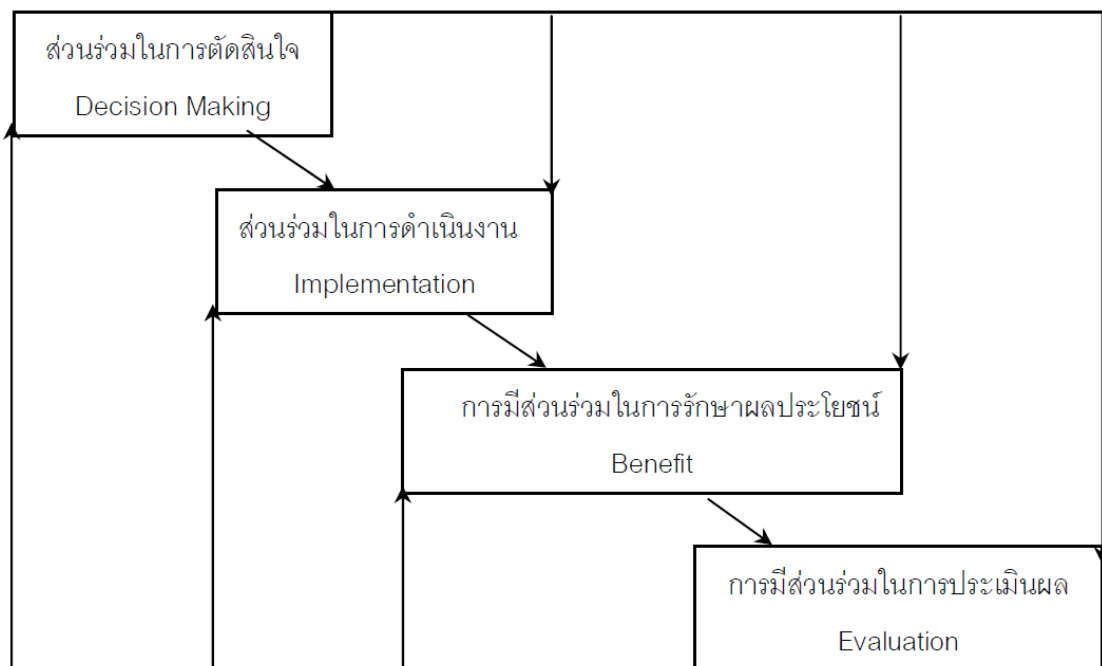 ส่วนร่วมในการตัดสินใจ
Decision Making
ส่วนร่วมในการดำเนินงาน
Implementation
การมีส่วนร่วมในการรักษาผลประโยชน์
Benefit
การมีส่วนร่วมในการประเมินผล
Evaluation